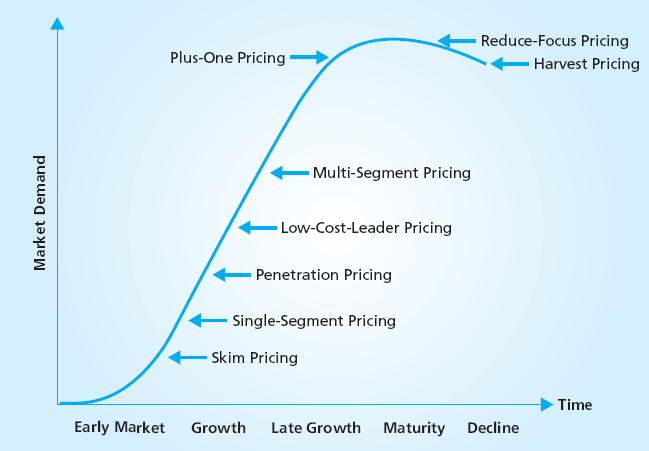 Reduce-Focus Pricing
Plus-One Pricing
Harvest Pricing
Multi-Segment Pricing
Low-Cost-Leader Pricing
Penetration Pricing
Single-Segment Pricing
Skim Pricing
Market Demand
Time
Early Market Growth Late Growth Maturity Decline